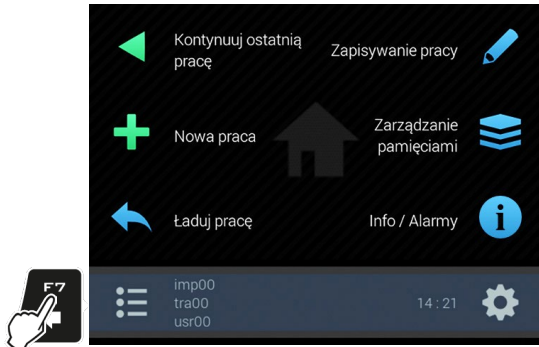 Kontynuuj ostatnią
pracę
Zapisywanie pracy
Nowa praca
Zarządzanie
pamięciami
Ładuj pracę
Info / Alarmy
F7
imp00
tra00
usr00
14 : 21